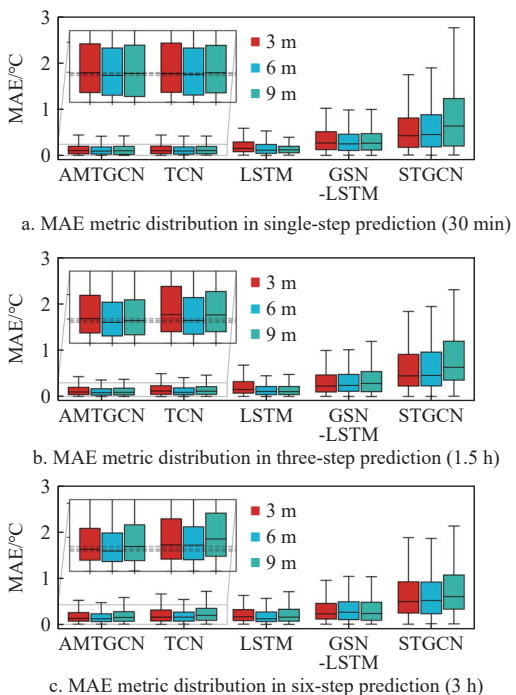 3
2
1
0
MAE/°C
3 m
6 m
9 m
AMTGCN TCN LSTM GSN STGCN
-LSTM
a. MAE metric distribution in single-step prediction (30 min)
3
2
1
0
MAE/°C
3 m
6 m
9 m
AMTGCN TCN LSTM GSN STGCN
-LSTM
b. MAE metric distribution in three-step prediction (1.5 h)
3
2
1
0
MAE/°C
3 m
6 m
9 m
AMTGCN TCN LSTM GSN STGCN
-LSTM
c. MAE metric distribution in six-step prediction (3 h)